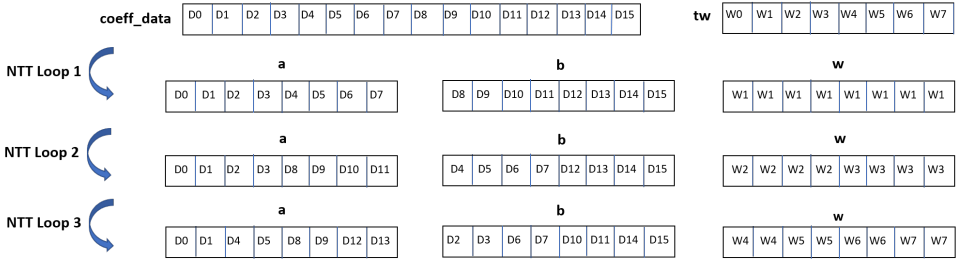 coeff_data D0 D1 D2 D3 D4 D5 D6 D7 D8 D9 D10 D11 D12 D13 D14 D15 tw W0 W1 W2 W3 W4 W5 W6 W7
NTT Loop 1
a b w
D0 D1 D2 D3 D4 D5 D6 D7 D8 D9 D10 D11 D12 D13 D14 D15 W1 W1 W1 W1 W1 W1 W1 W1
NTT Loop 2
a b w
D0 D1 D2 D3 D8 D9 D10 D11 D4 D5 D6 D7 D12 D13 D14 D15 W2 W2 W2 W2 W3 W3 W3 W3
NTT Loop 3
a b w
D0 D1 D4 D5 D8 D9 D12 D13 D2 D3 D6 D7 D10 D11 D14 D15 W4 W4 W5 W5 W6 W6 W7 W7